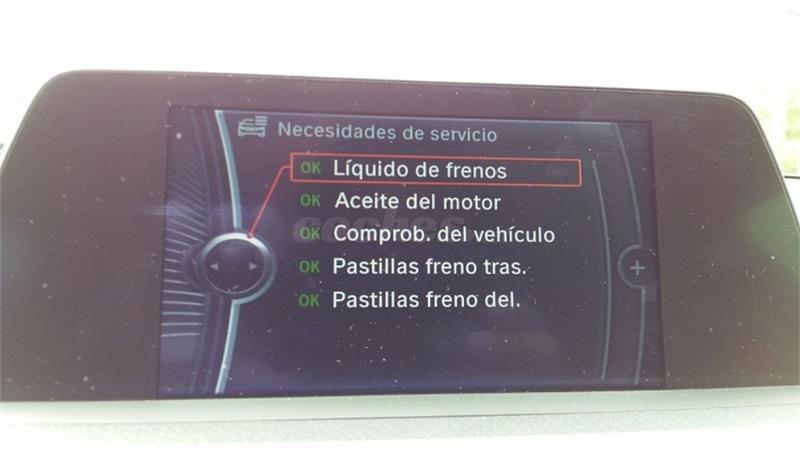 Necesidades de servicio
OK Líquido de frenos
OK Aceite del motor
coches
OK Comprob. del vehículo
OK Pastillas freno tras.
OK Pastillas freno del.